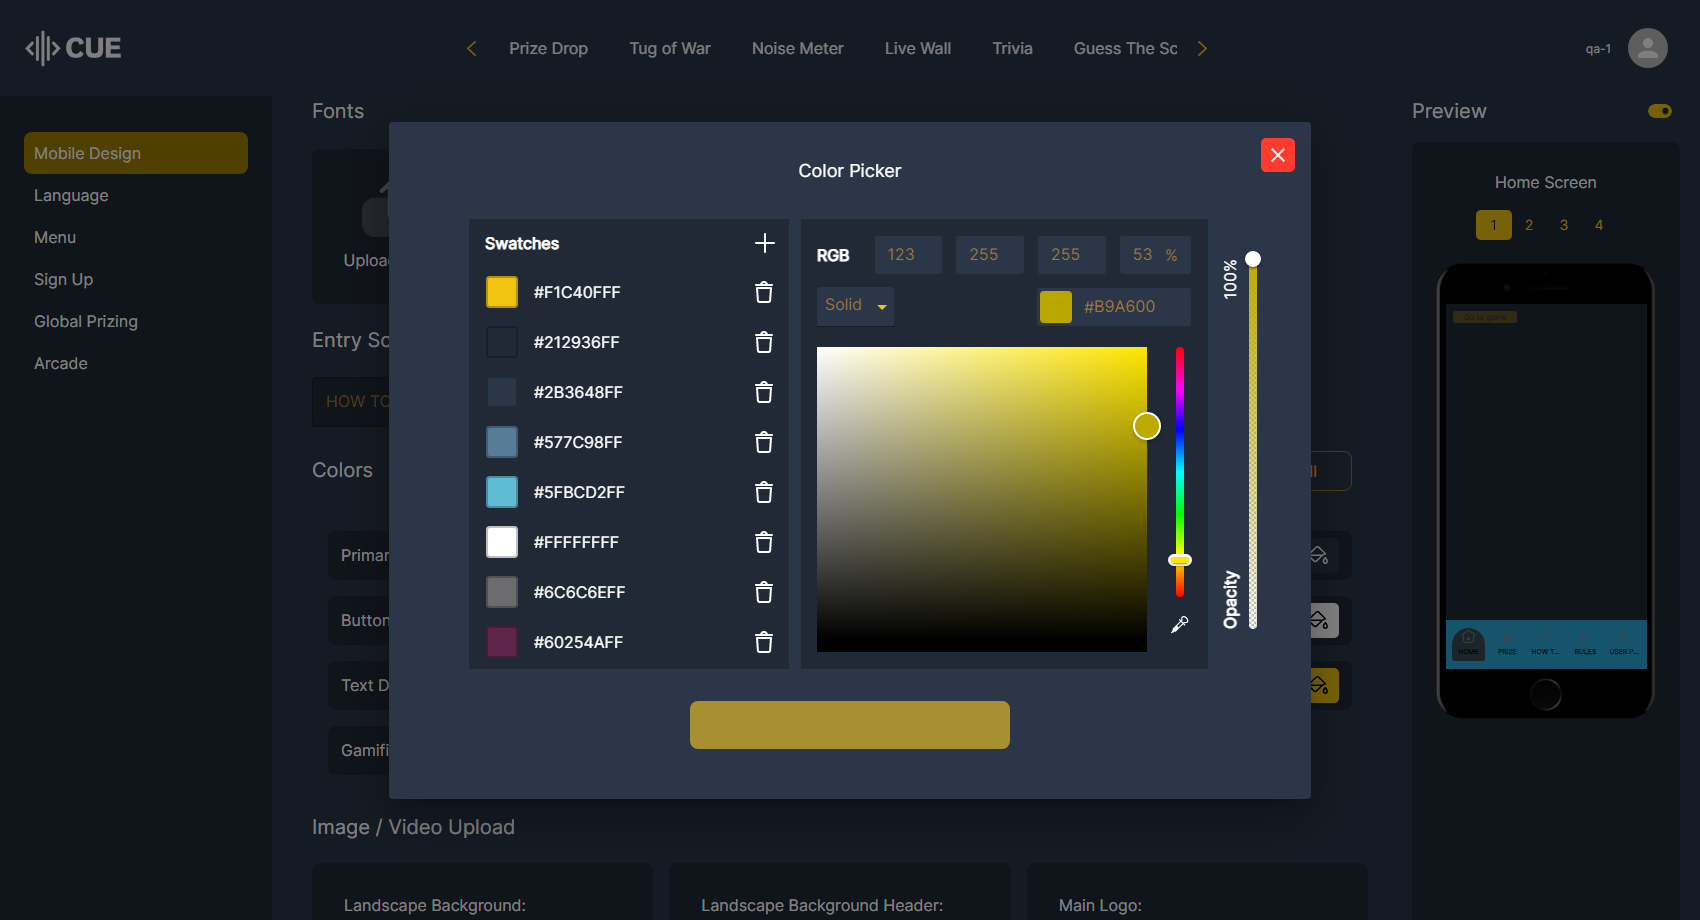 CUE
Prize Drop
Tug of War
Noise Meter
Live Wall
Trivia
Guess The Sc
qa-1
Mobile Design
Language
Menu
Sign Up
Global Prizing
Arcade
Fonts
Uploa
Entry Sc
HOW TO
Colors
Primar
Button
Text D
Gamifi
Image / Video Upload
Landscape Background:
Landscape Background Header:
Main Logo:
Color Picker
Swatches
#F1C40FFF
#212936FF
#2B3648FF
#577C98FF
#5FBCD2FF
#FFFFFFFF
#6C6C6EFF
#60254AFF
RGB
123
255
255
53 %
Solid
#B9A600
100%
Opacity
ll
Preview
Home Screen
1 2 3 4
Go to game
HOME
PRIZE
HOW T...
RULES
USER P...